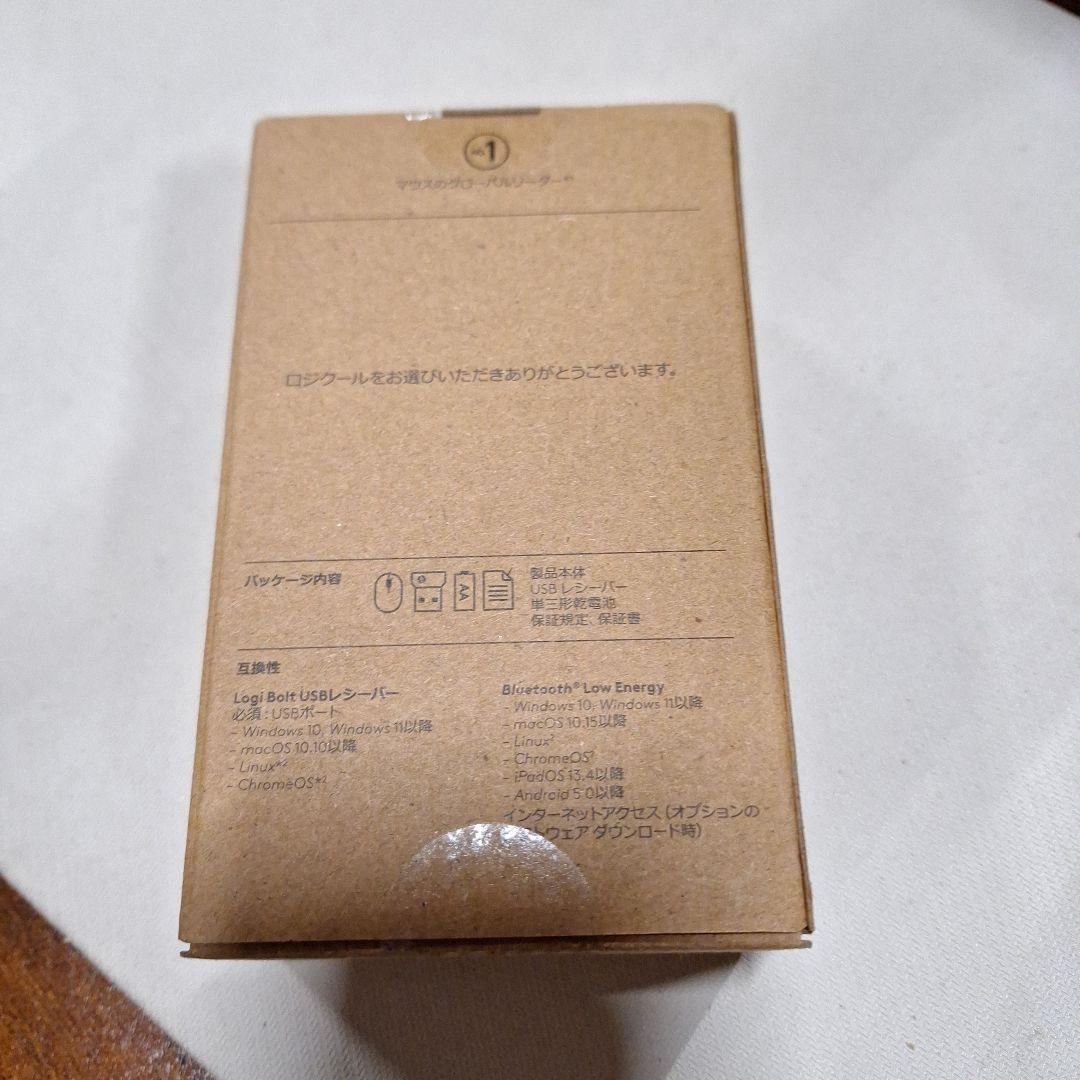 No1
マウスのグローバルリーダー*1
ロジクールをお選びいただきありがとうございます。
パッケージ内容
AA
製品本体
USB レシーバー
単三形乾電池
保証規定、保証書
互換性
Logi Bolt USBレシーバー
必須：USBポート
- Windows 10, Windows 11以降
- macOS 10.10以降
- Linux*2
- ChromeOS*2
Bluetooth® Low Energy
- Windows 10, Windows 11以降
- macOS 10.15以降
- Linux²
- ChromeOS²
- iPadOS 13.4以降
- Android 5.0以降
インターネットアクセス（オプションの
トウェア ダウンロード時）